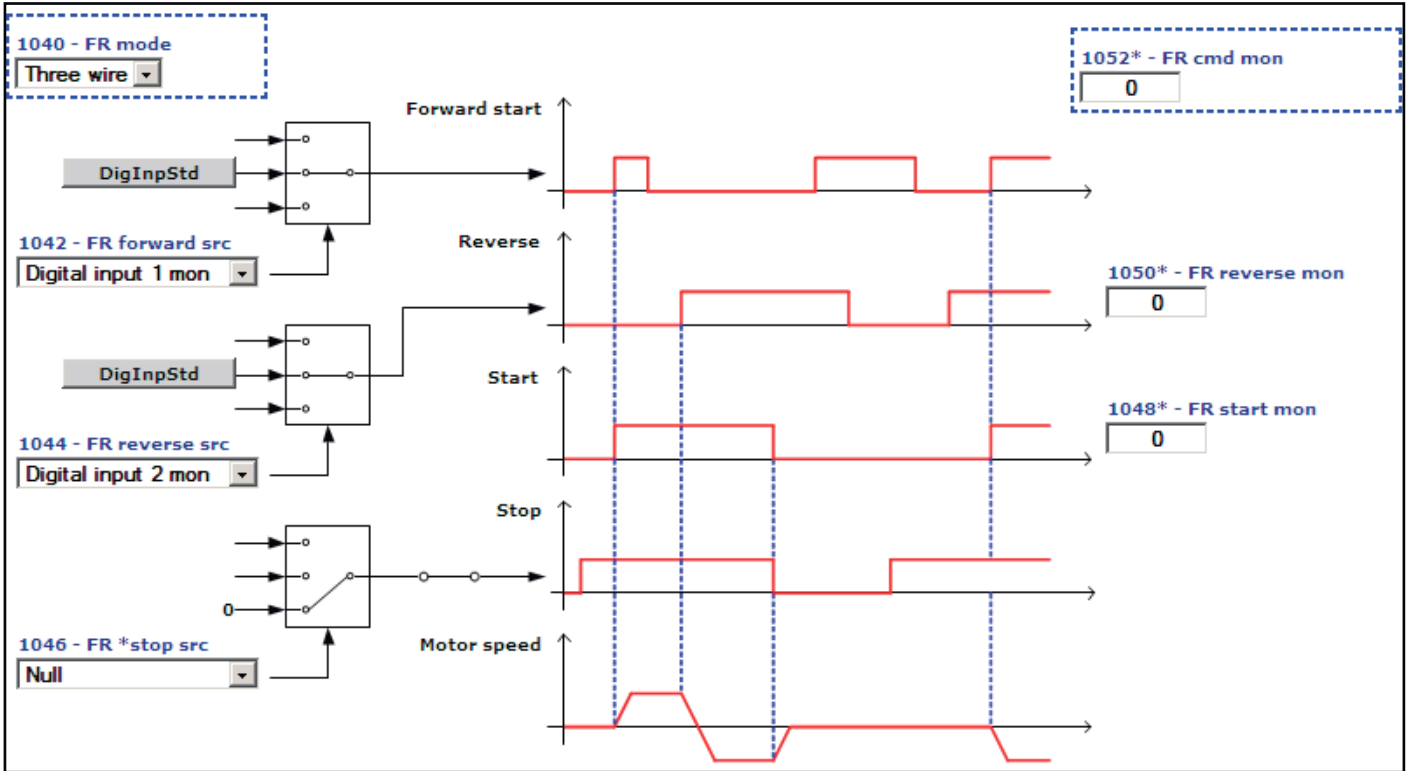 1040 - FR mode
Three wire
1052* - FR cmd mon
0
Forward start
DigInpStd
1042 - FR forward src
Digital input 1 mon
Reverse
1050* - FR reverse mon
0
DigInpStd
Start
1048* - FR start mon
0
1044 - FR reverse src
Digital input 2 mon
Stop
0
1046 - FR *stop src
Null
Motor speed